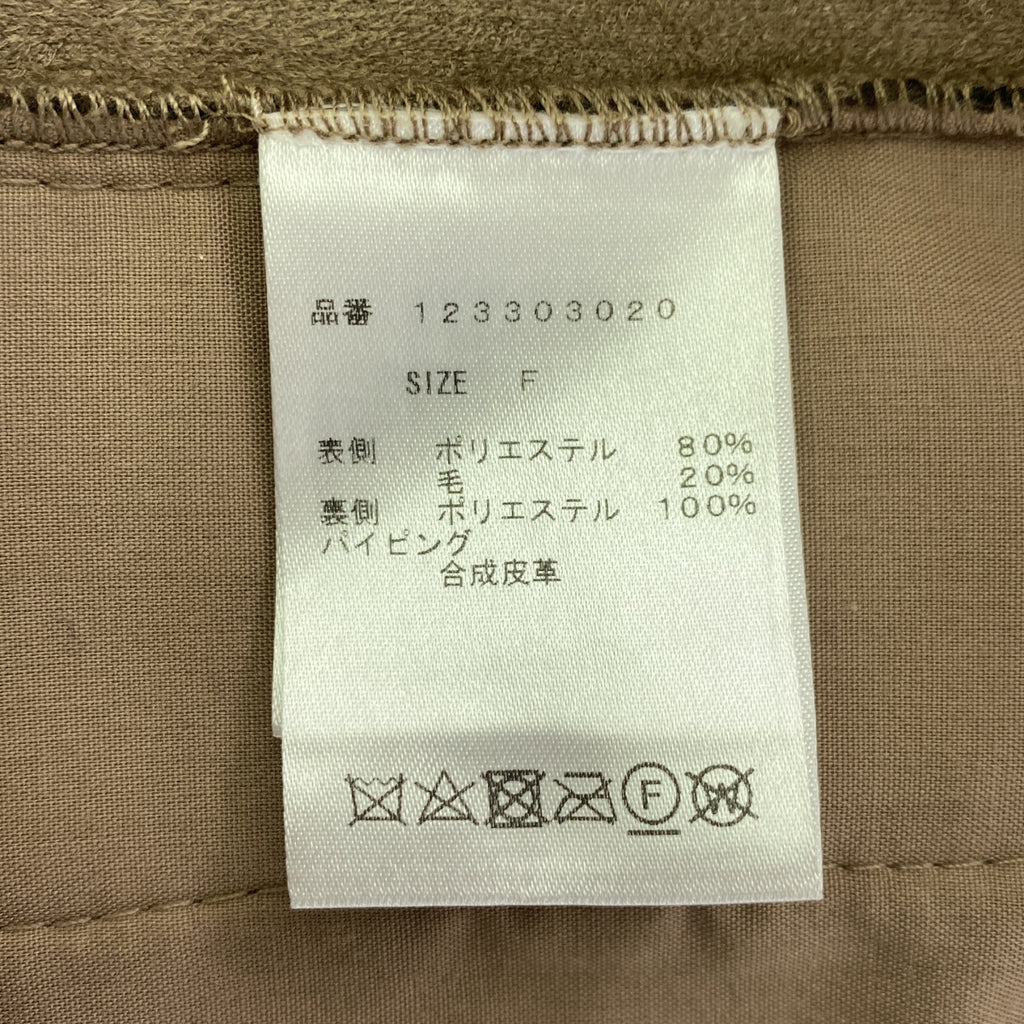 品番 123303020
SIZE F
表側 ポリエステル 80%
毛 20%
裏側 ポリエステル 100%
パイピング
合成皮革
F
W